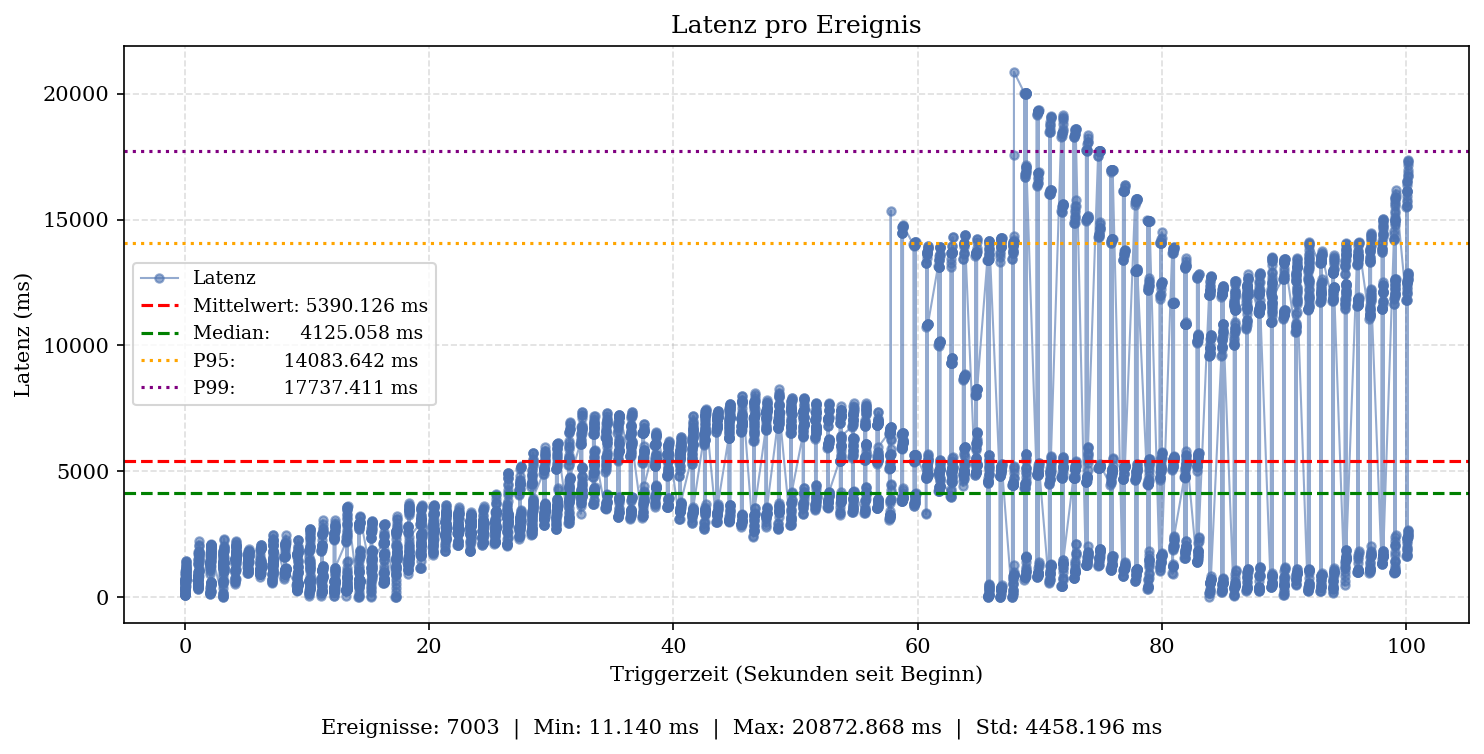 Latenz pro Ereignis
20000
15000
10000
5000
0
Latenz (ms)
Latenz
Mittelwert: 5390.126 ms
Median: 4125.058 ms
P95: 14083.642 ms
P99: 17737.411 ms
0 20 40 60 80 100
Triggerzeit (Sekunden seit Beginn)
Ereignisse: 7003 | Min: 11.140 ms | Max: 20872.868 ms | Std: 4458.196 ms